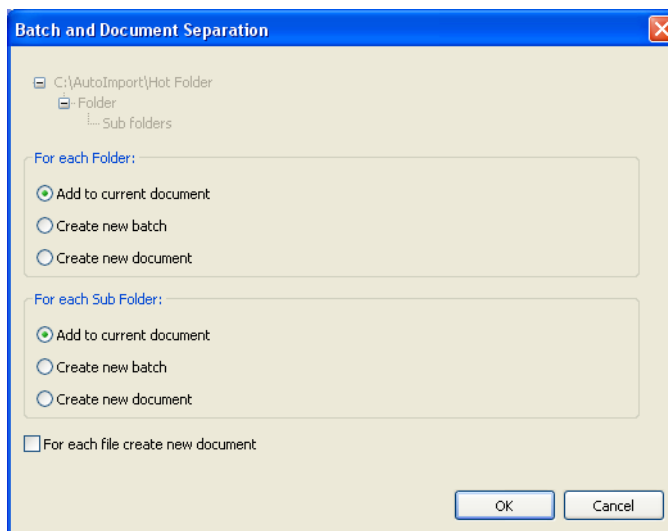 Batch and Document Separation
C:\AutoImport\Hot Folder
Folder
Sub folders
For each Folder:
Add to current document
Create new batch
Create new document
For each Sub Folder:
Add to current document
Create new batch
Create new document
For each file create new document
OK
Cancel